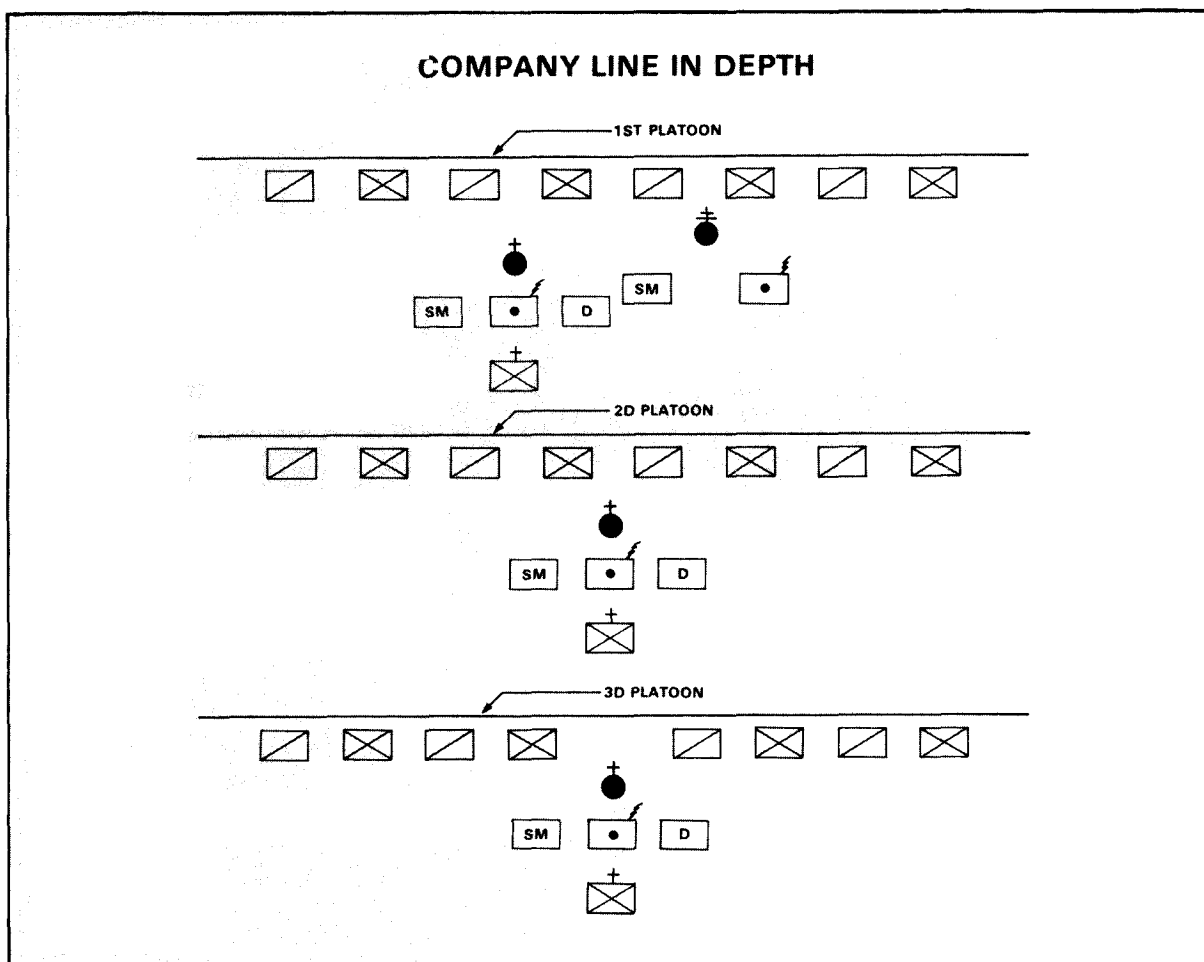 COMPANY LINE IN DEPTH
1ST PLATOON
SM
SM
D
2D PLATOON
SM
D
3D PLATOON
SM
D